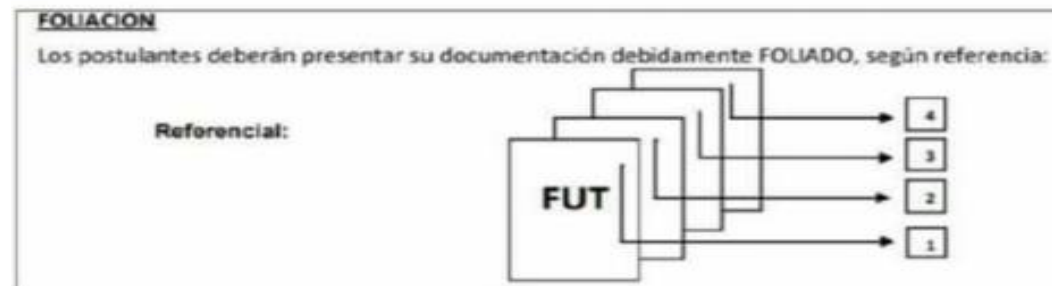 FOLIACION
Los postulantes deberán presentar su documentación debidamente FOLIADO, según referencia:
Referencial:
4
3
FUT
2
1